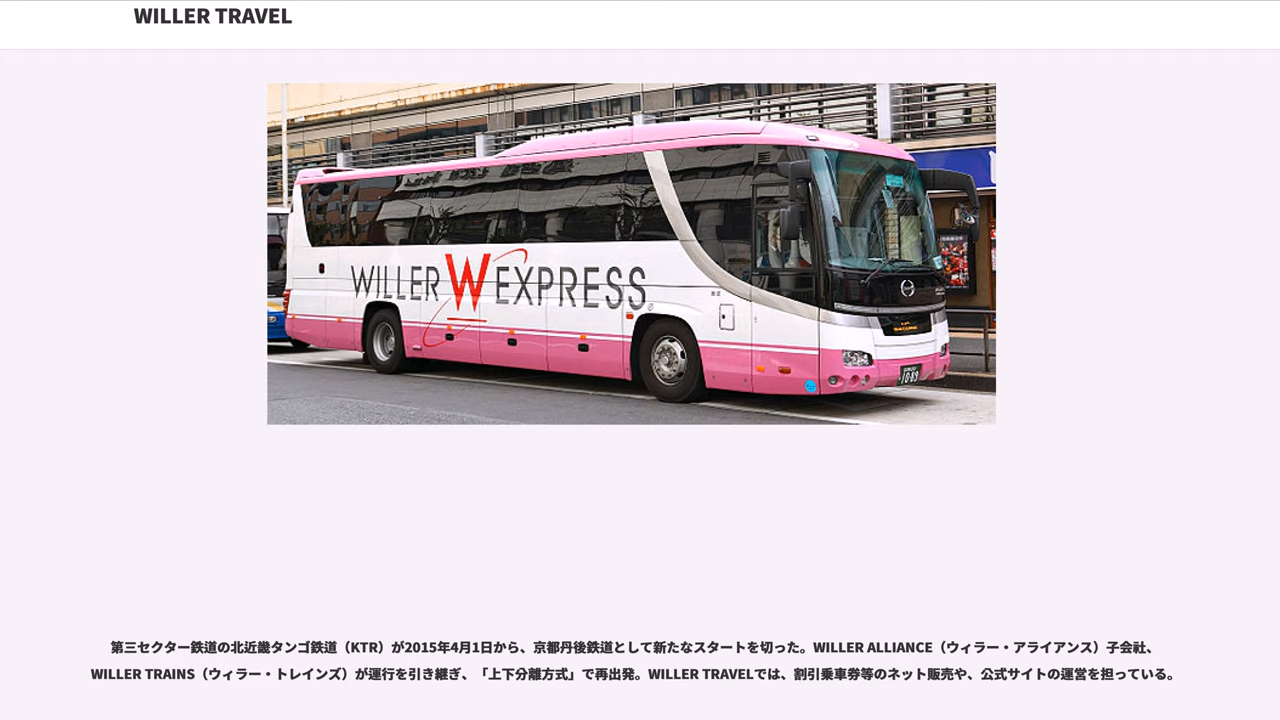 WILLER TRAVEL
WILLER W EXPRESS
10-89
第三セクター鉄道の北近畿タンゴ鉄道（KTR）が2015年4月1日から、京都丹後鉄道として新たなスタートを切った。WILLER ALLIANCE（ウィラー・アライアンス）子会社、
WILLER TRAINS（ウィラー・トレインズ）が運行を引き継ぎ、「上下分離方式」で再出発。WILLER TRAVELでは、割引乗車券等のネット販売や、公式サイトの運営を担っている。